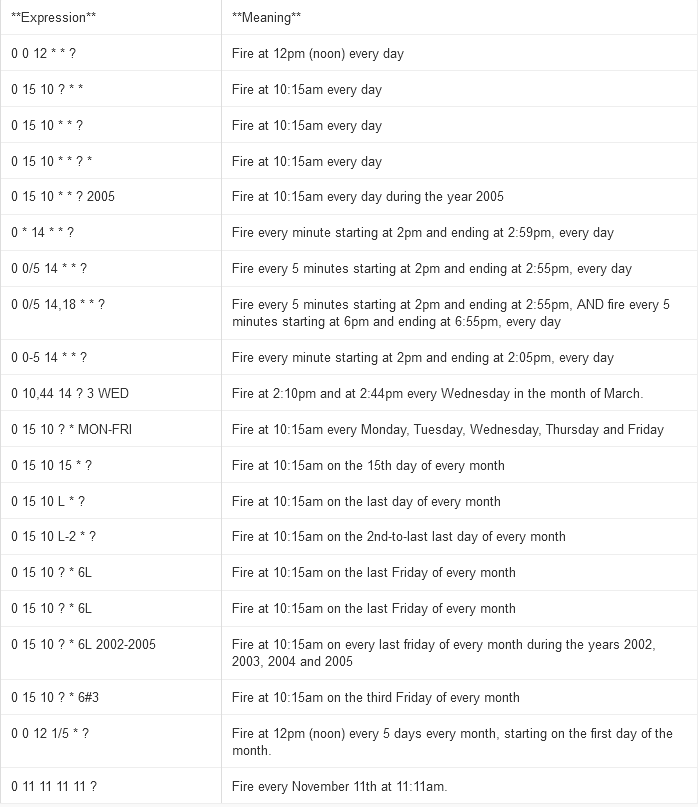 **Expression** **Meaning**
0 0 12 * * ? Fire at 12pm (noon) every day
0 15 10 ? * * Fire at 10:15am every day
0 15 10 * * ? Fire at 10:15am every day
0 15 10 * * ? * Fire at 10:15am every day
0 15 10 * * ? 2005 Fire at 10:15am every day during the year 2005
0 * 14 * * ? Fire every minute starting at 2pm and ending at 2:59pm, every day
0 0/5 14 * * ? Fire every 5 minutes starting at 2pm and ending at 2:55pm, every day
0 0/5 14,18 * * ? Fire every 5 minutes starting at 2pm and ending at 2:55pm, AND fire every 5
minutes starting at 6pm and ending at 6:55pm, every day
0 0-5 14 * * ? Fire every minute starting at 2pm and ending at 2:05pm, every day
0 10,44 14 ? 3 WED Fire at 2:10pm and at 2:44pm every Wednesday in the month of March.
0 15 10 ? * MON-FRI Fire at 10:15am every Monday, Tuesday, Wednesday, Thursday and Friday
0 15 10 15 * ? Fire at 10:15am on the 15th day of every month
0 15 10 L * ? Fire at 10:15am on the last day of every month
0 15 10 L-2 * ? Fire at 10:15am on the 2nd-to-last last day of every month
0 15 10 ? * 6L Fire at 10:15am on the last Friday of every month
0 15 10 ? * 6L Fire at 10:15am on the last Friday of every month
0 15 10 ? * 6L 2002-2005 Fire at 10:15am on every last friday of every month during the years 2002,
2003, 2004 and 2005
0 15 10 ? * 6#3 Fire at 10:15am on the third Friday of every month
0 0 12 1/5 * ? Fire at 12pm (noon) every 5 days every month, starting on the first day of the
month.
0 11 11 11 11 ? Fire every November 11th at 11:11am.